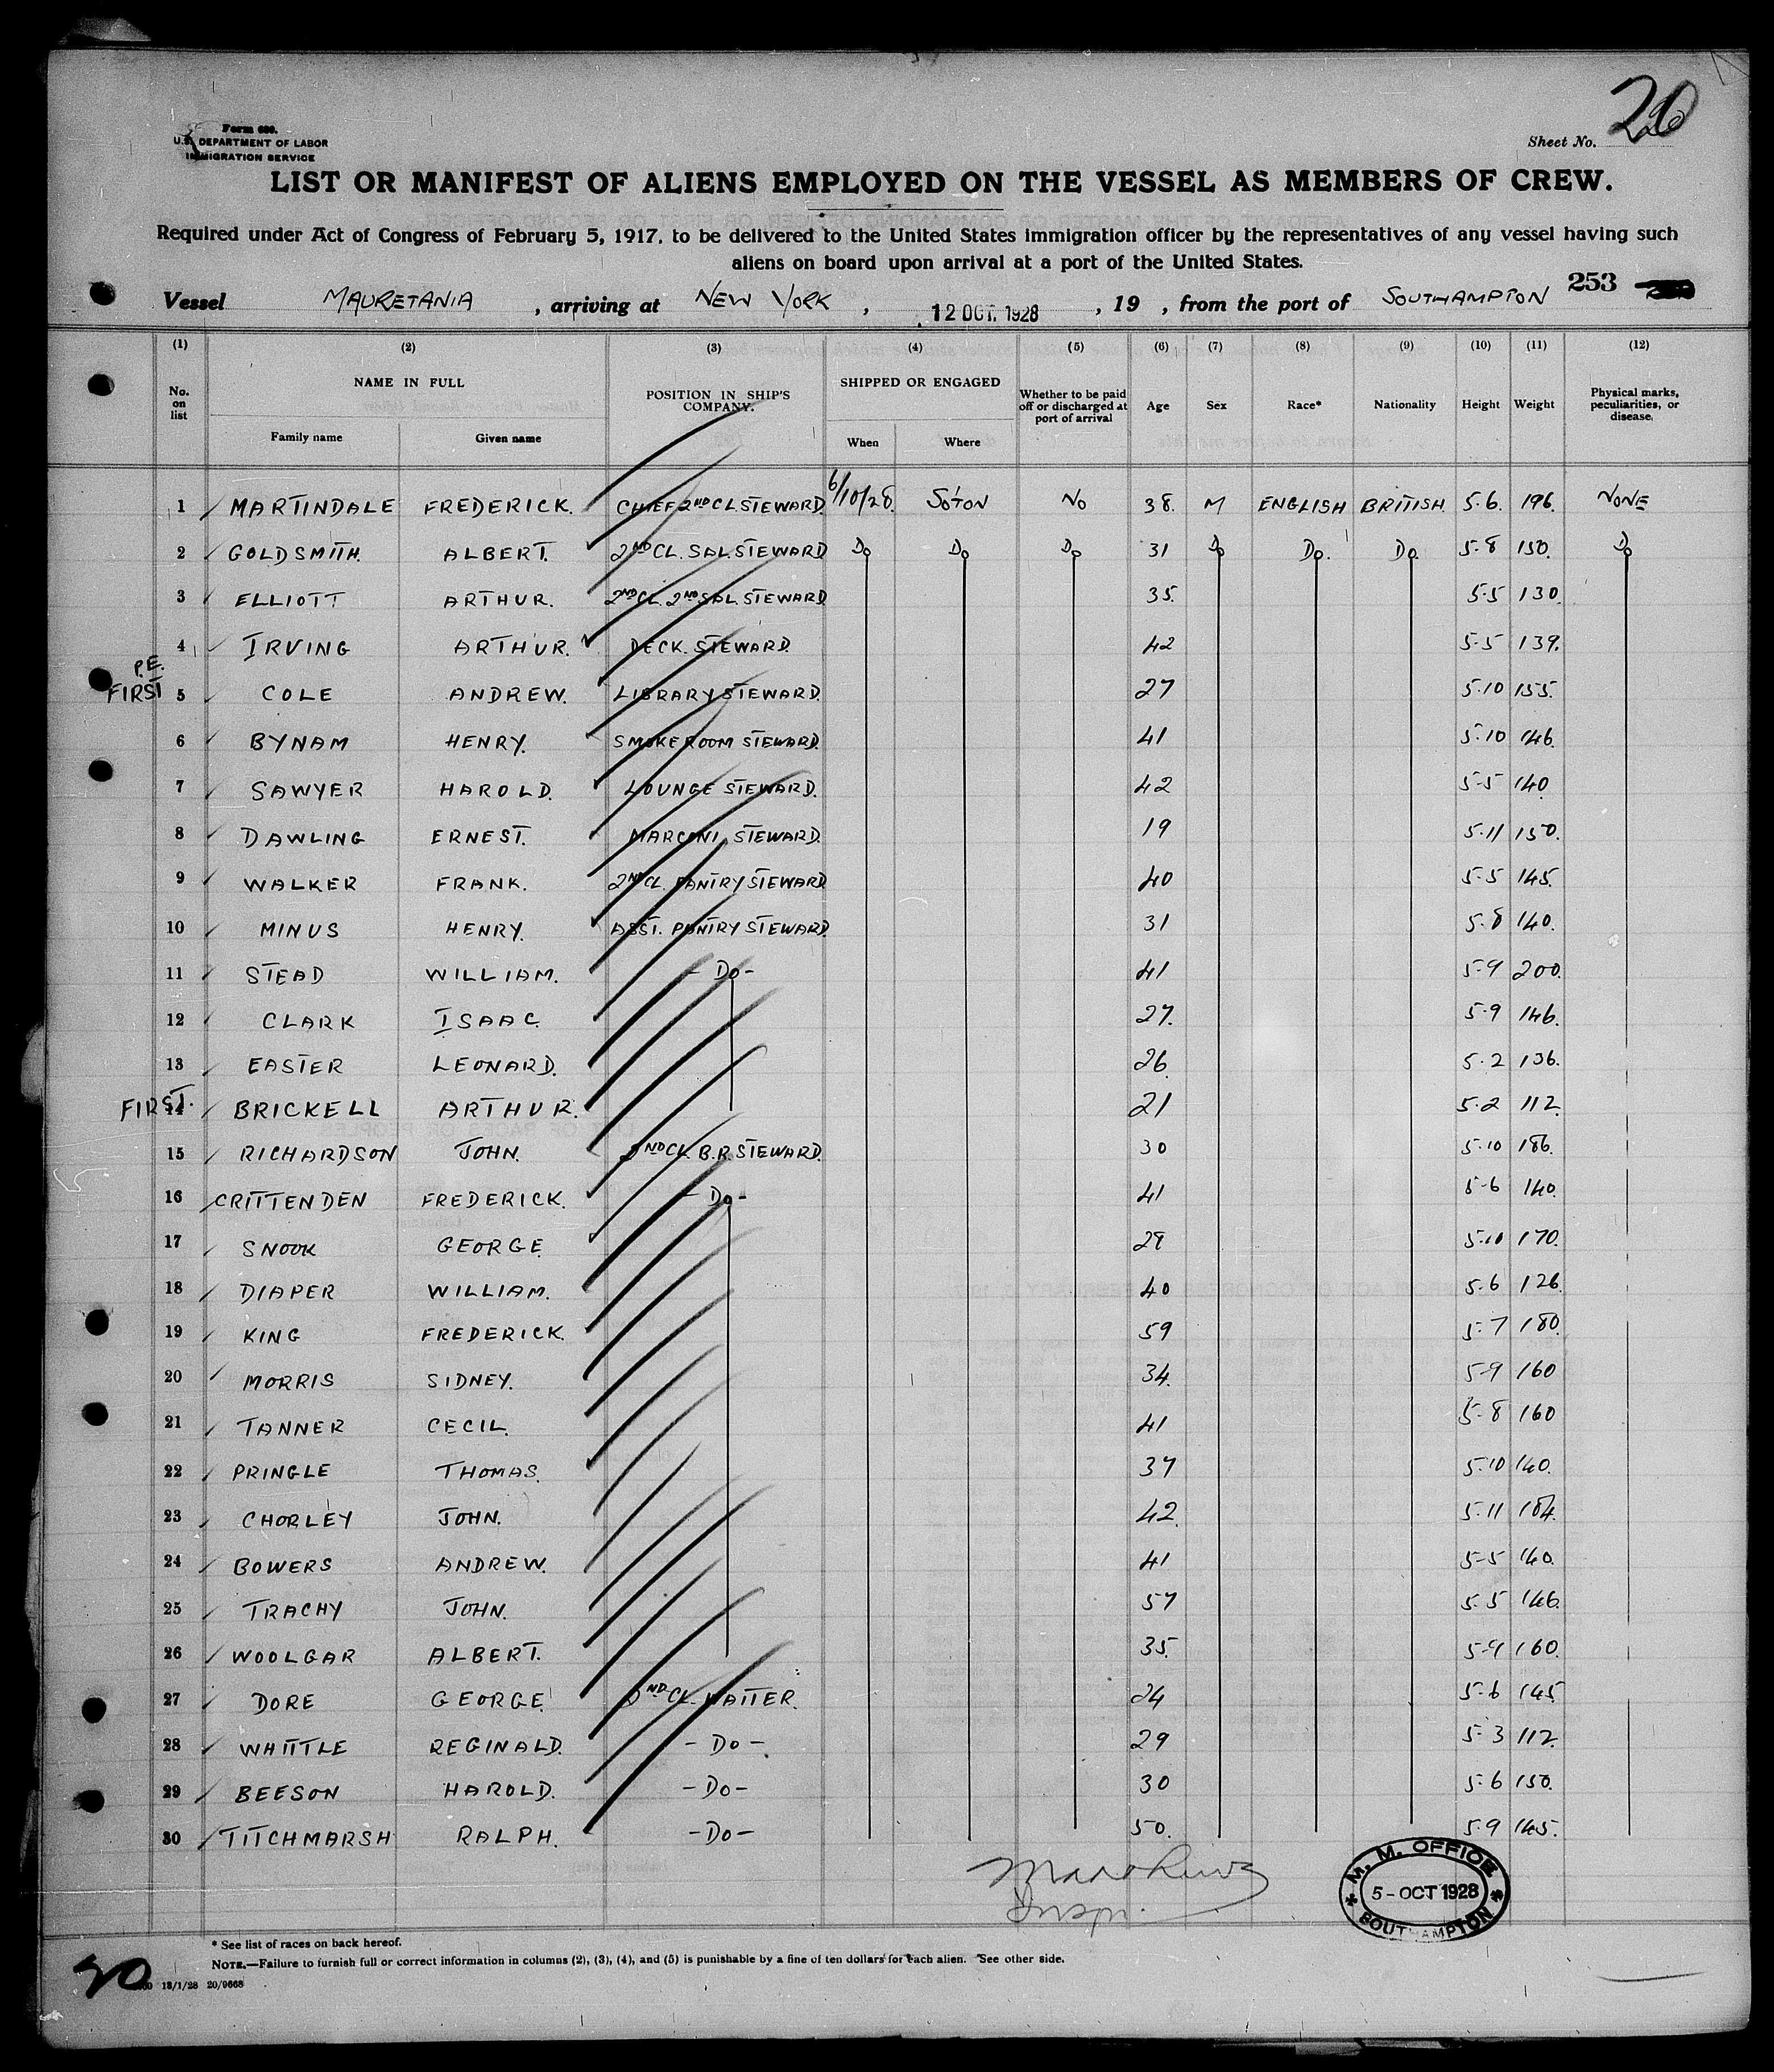 20
Form 680.
U.S. DEPARTMENT OF LABOR
IMMIGRATION SERVICE
Sheet No.
LIST OR MANIFEST OF ALIENS EMPLOYED ON THE VESSEL AS MEMBERS OF CREW.
Required under Act of Congress of February 5, 1917, to be delivered to the United States immigration officer by the representatives of any vessel having such
aliens on board upon arrival at a port of the United States.
253
Vessel MAURETANIA , arriving at NEW YORK , 12 OCT. 1928 , 19 , from the port of SOUTHAMPTON
(1) (2) (3) (4) (5) (6) (7) (8) (9) (10) (11) (12)
No. on list NAME IN FULL POSITION IN SHIP'S COMPANY. SHIPPED OR ENGAGED Whether to be paid off or discharged at port of arrival Age Sex Race* Nationality Height Weight Physical marks, peculiarities, or disease.
Family name Given name When Where
1 MARTINDALE FREDERICK. CHIEF 2ND CL STEWARD. 6/10/28. SO'TON NO 38. M ENGLISH BRITISH. 5.6. 196. NONE
2 GOLDSMITH. ALBERT. 2ND CL. SAL. STEWARD Do Do Do 31 Do Do. Do. 5.8 150. Do
3 ELLIOTT ARTHUR. 2ND CL. 2ND SAL. STEWARD 35. 5.5 130.
4 IRVING ARTHUR. DECK. STEWARD. 42 5.5 139.
P.E. FIRST 5 COLE ANDREW. LIBRARY STEWARD. 27 5.10 155.
6 BYNAM HENRY. SMOKEROOM STEWARD. 41 5.10 146.
7 SAWYER HAROLD. LOUNGE STEWARD. 42 5.5 140
8 DAWLING ERNEST. MARCONI STEWARD. 19 5.11 150.
9 WALKER FRANK. 2ND CL. PANTRY STEWARD 40 5.5 145.
10 MINUS HENRY. ASST. PANTRY STEWARD. 31 5.8 140.
11 STEAD WILLIAM. - Do - 41 5.9 200.
12 CLARK ISAAC. 27. 5.9 146.
13 EASTER LEONARD. 26. 5.2 136.
FIRST. 14 BRICKELL ARTHUR. 21 5.2 112.
15 RICHARDSON JOHN. 2ND CL. B.R. STEWARD. 30 5.10 186.
16 CRITTENDEN FREDERICK. - Do - 41 5.6 140.
17 SNOOK GEORGE. 29 5.10 170.
18 DIAPER WILLIAM. 40 5.6 126.
19 KING FREDERICK. 59 5.7 180.
20 MORRIS SIDNEY. 34. 5.9 160
21 TANNER CECIL. 41 5.8 160
22 PRINGLE THOMAS. 37 5.10 140.
23 CHORLEY JOHN. 42. 5.11 184.
24 BOWERS ANDREW. 41 5.5 140.
25 TRACHY JOHN. 57 5.5 146.
26 WOOLGAR ALBERT. 35. 5.9 160.
27 DORE GEORGE. 2ND CL. WAITER. 24 5.6 145
28 WHITTLE REGINALD. - Do - 29 5.3 112.
29 BEESON HAROLD. - Do - 30 5.6 150.
30 TITCHMARSH RALPH. - Do - 50. 5.9 145.
M. M. OFFICE
5 - OCT 1928
SOUTHAMPTON
* See list of races on back hereof.
NOTE.—Failure to furnish full or correct information in columns (2), (3), (4), and (5) is punishable by a fine of ten dollars for each alien. See other side.
13/1/28 20/9668